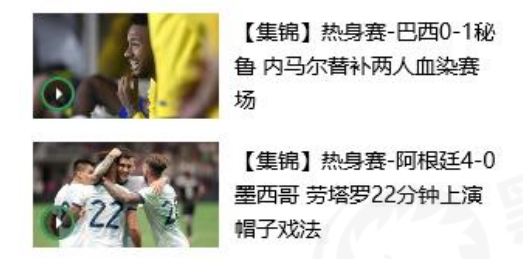 【集锦】热身赛-巴西0-1秘
鲁 内马尔替补两人血染赛
场
【集锦】热身赛-阿根廷4-0
墨西哥 劳塔罗22分钟上演
帽子戏法
22